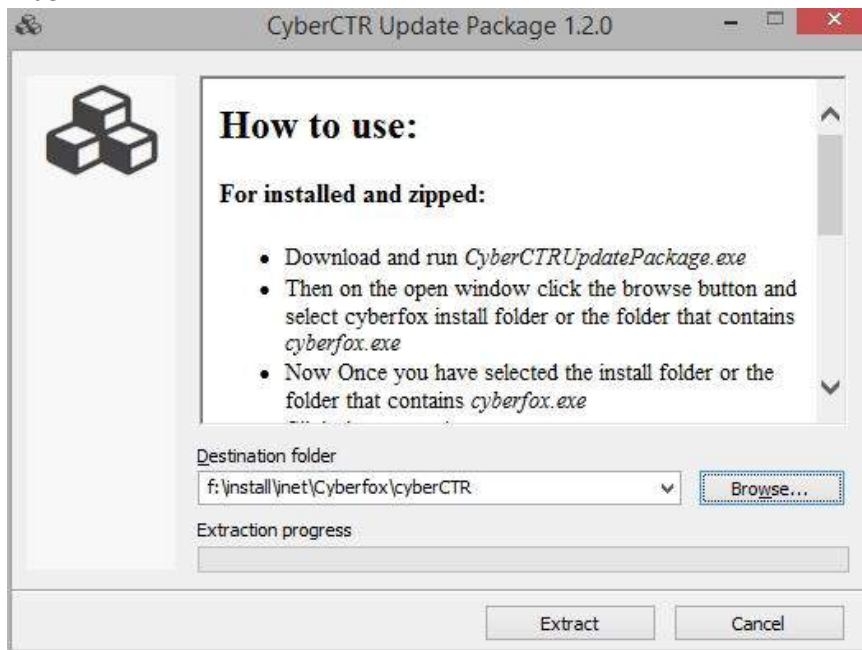 CyberCTR Update Package 1.2.0
How to use:
For installed and zipped:
Download and run CyberCTRUpdatePackage.exe
Then on the open window click the browse button and
select cyberfox install folder or the folder that contains
cyberfox.exe
Now Once you have selected the install folder or the
folder that contains cyberfox.exe
Destination folder
f:\install\inet\Cyberfox\cyberCTR
Browse...
Extraction progress
Extract
Cancel